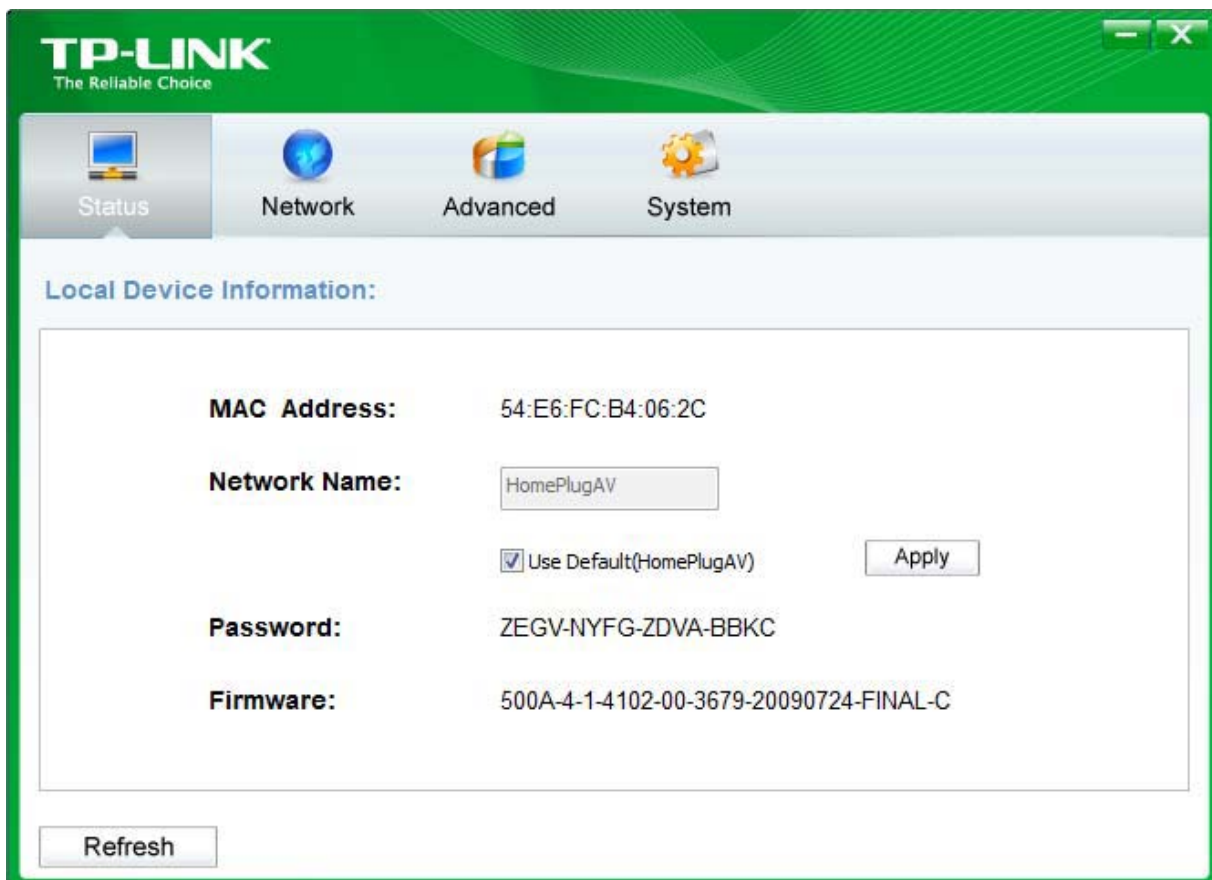 TP-LINK
The Reliable Choice
Status Network Advanced System
Local Device Information:
MAC Address: 54:E6:FC:B4:06:2C
Network Name: HomePlugAV
Use Default(HomePlugAV) Apply
Password: ZEGV-NYFG-ZDVA-BBKC
Firmware: 500A-4-1-4102-00-3679-20090724-FINAL-C
Refresh